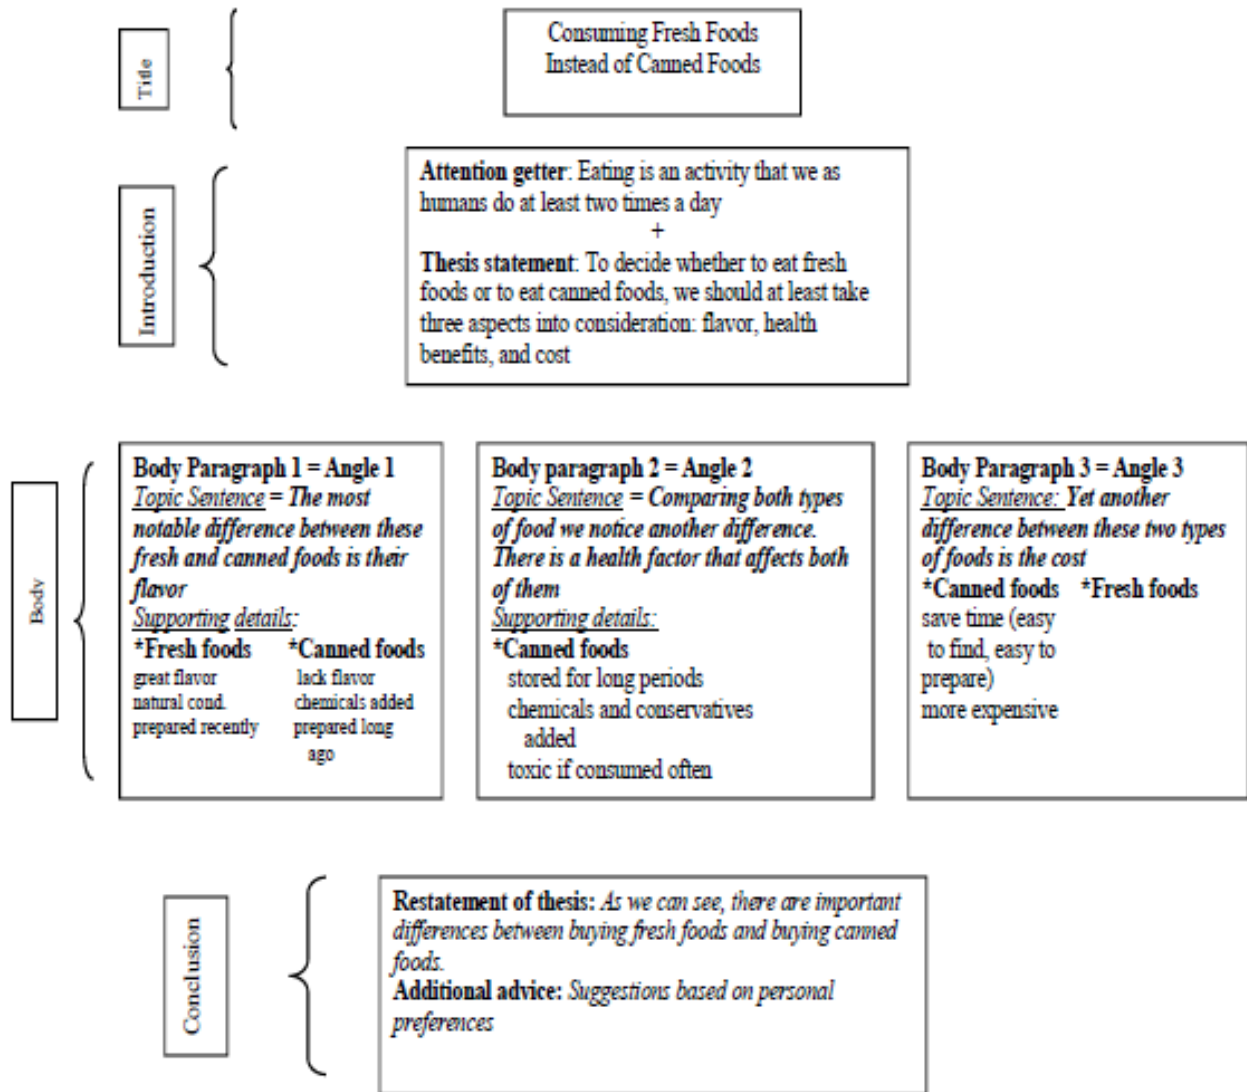 Title
Consuming Fresh Foods
Instead of Canned Foods
Introduction
Attention getter: Eating is an activity that we as
humans do at least two times a day
+
Thesis statement: To decide whether to eat fresh
foods or to eat canned foods, we should at least take
three aspects into consideration: flavor, health
benefits, and cost
Body
Body Paragraph 1 = Angle 1
Topic Sentence = The most
notable difference between these
fresh and canned foods is their
flavor
Supporting details:
*Fresh foods *Canned foods
great flavor lack flavor
natural cond. chemicals added
prepared recently prepared long
ago
Body paragraph 2 = Angle 2
Topic Sentence = Comparing both types
of food we notice another difference.
There is a health factor that affects both
of them
Supporting details:
*Canned foods
stored for long periods
chemicals and conservatives
added
toxic if consumed often
Body Paragraph 3 = Angle 3
Topic Sentence: Yet another
difference between these two types
of foods is the cost
*Canned foods *Fresh foods
save time (easy
to find, easy to
prepare)
more expensive
Conclusion
Restatement of thesis: As we can see, there are important
differences between buying fresh foods and buying canned
foods.
Additional advice: Suggestions based on personal
preferences